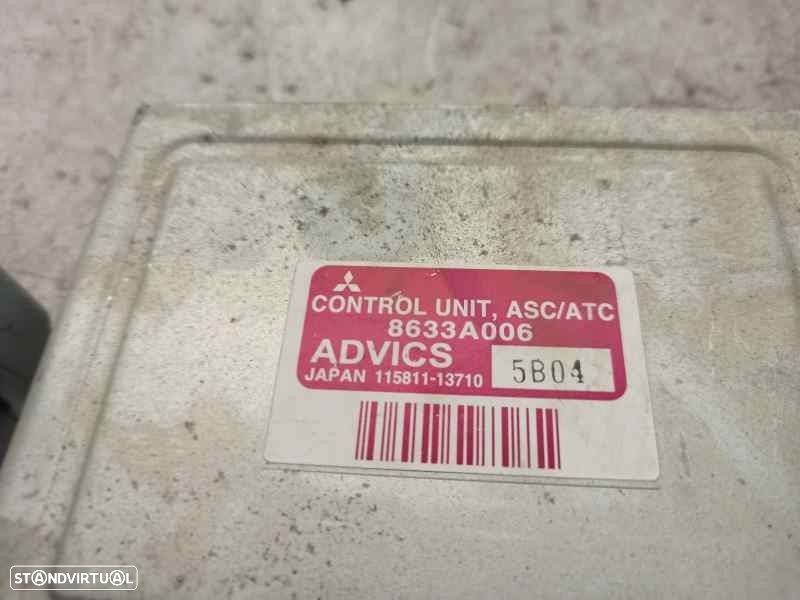 CONTROL UNIT, ASC/ATC
8633A006
ADVICS
JAPAN 115811-13710 5B04
STANDVIRTUAL